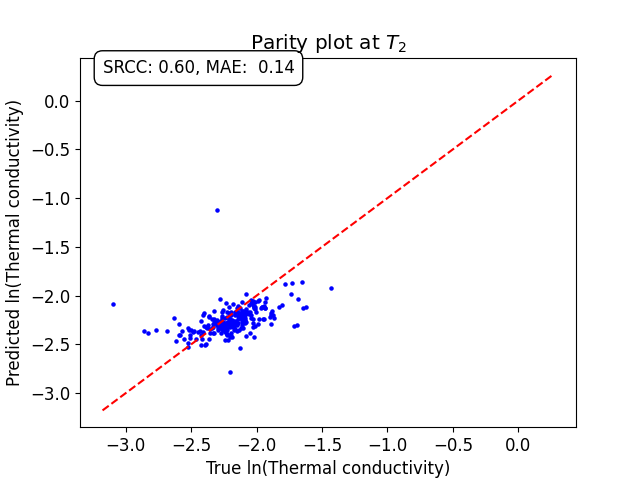 Parity plot at T₂
SRCC: 0.60, MAE:  0.14
Predicted ln(Thermal conductivity)
0.0
−0.5
−1.0
−1.5
−2.0
−2.5
−3.0
−3.0 −2.5 −2.0 −1.5 −1.0 −0.5 0.0
True ln(Thermal conductivity)